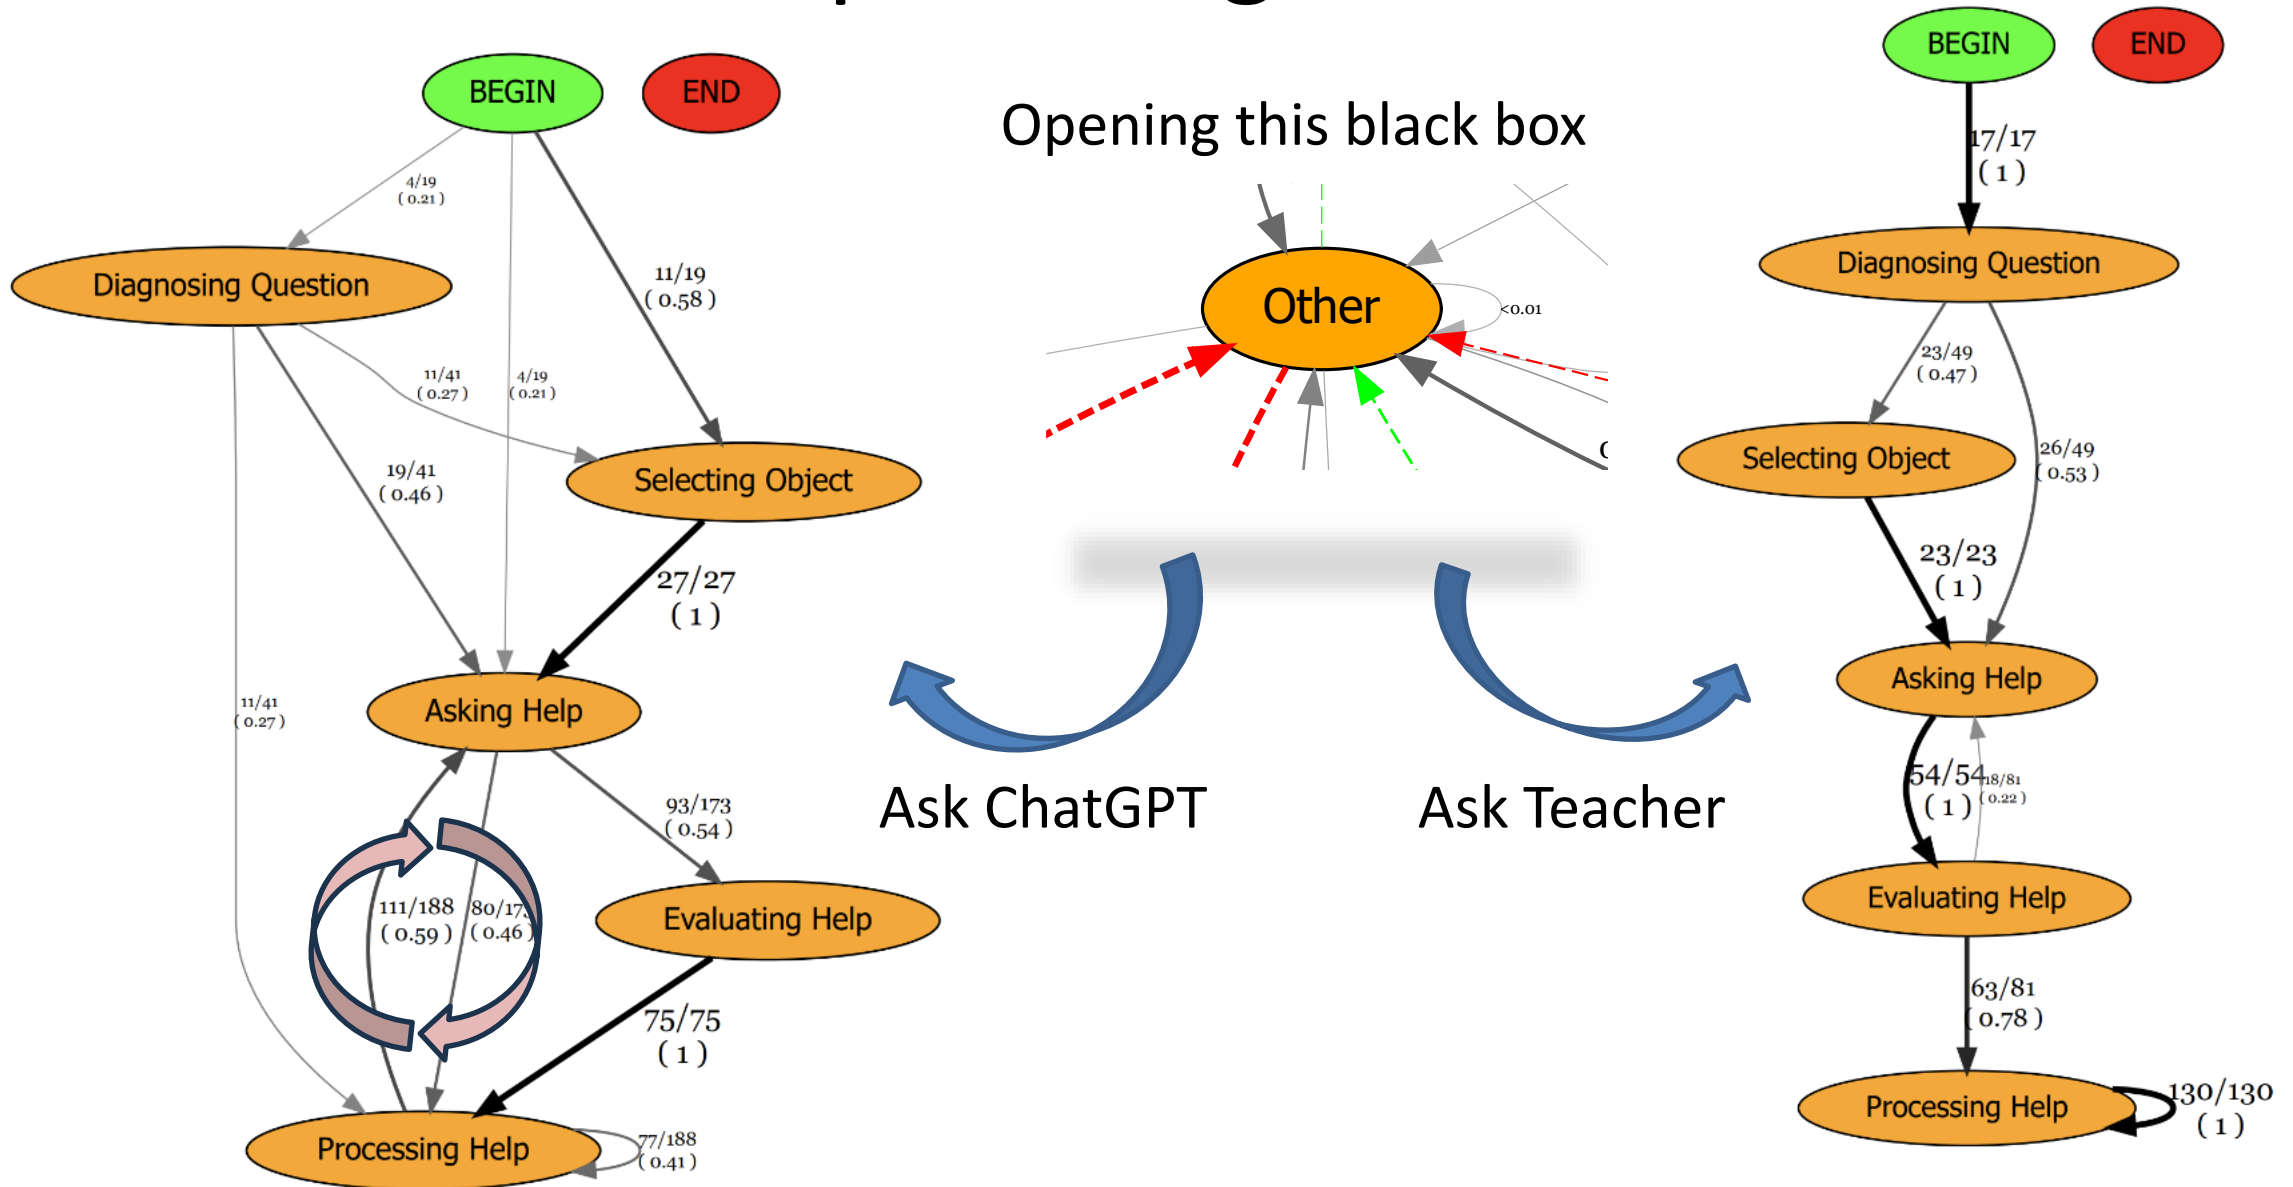 BEGIN
END
4/19
( 0.21 )
Diagnosing Question
11/19
( 0.58 )
11/41
( 0.27 )
4/19
( 0.21 )
19/41
( 0.46 )
Selecting Object
27/27
( 1 )
11/41
( 0.27 )
Asking Help
93/173
( 0.54 )
111/188
( 0.59 )
( 0.46 )
Evaluating Help
75/75
( 1 )
Processing Help
77/188
( 0.41 )
Opening this black box
Other
<0.01
Ask ChatGPT
Ask Teacher
BEGIN
END
17/17
( 1 )
Diagnosing Question
23/49
( 0.47 )
26/49
( 0.53 )
Selecting Object
23/23
( 1 )
Asking Help
54/54
( 1 )
18/81
( 0.22 )
Evaluating Help
63/81
( 0.78 )
Processing Help
130/130
( 1 )